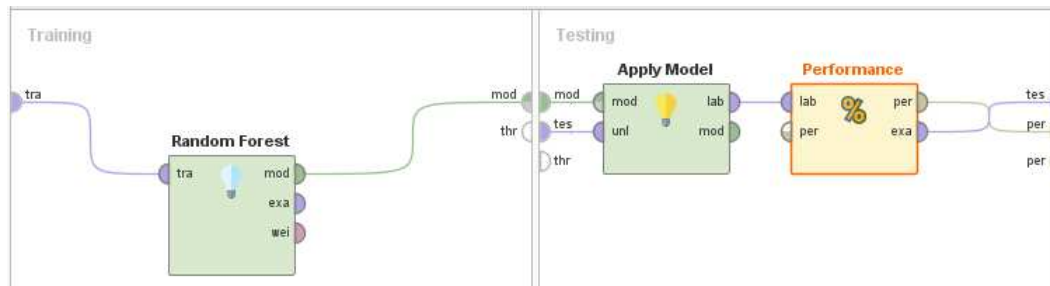 Training
tra
mod
thr
Random Forest
tra
mod
exa
wei
Testing
mod
tes
thr
Apply Model
mod
lab
unl
mod
Performance
lab
per
per
exa
tes
per
per